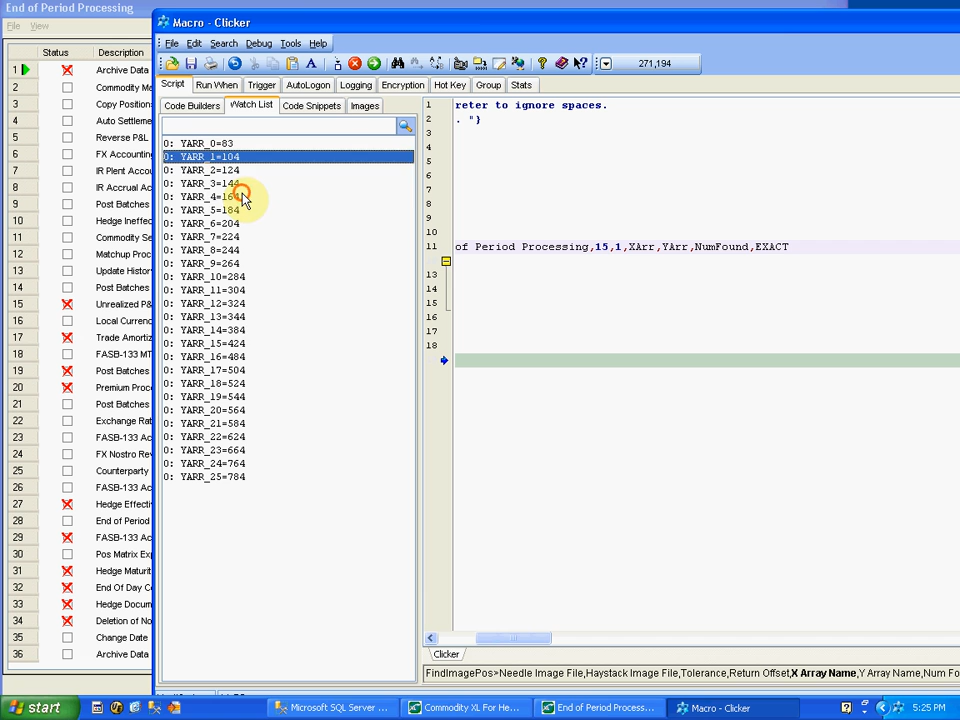 End of Period Processing
File View
Status Description
1 Archive Data
2 Commodity Ma
3 Copy Position
4 Auto Settleme
5 Reverse P&L
6 FX Accounting
7 IR Plent Accou
8 IR Accrual Ac
9 Post Batches
10 Hedge Ineffec
11 Commodity Se
12 Matchup Proc
13 Update History
14 Post Batches
15 Unrealized P&
16 Local Currenc
17 Trade Amortiz
18 FASB-133 MT
19 Post Batches
20 Premium Proc
21 Post Batches
22 Exchange Rat
23 FASB-133 Ac
24 FX Nostro Rev
25 Counterparty
26 FASB-133 Ac
27 Hedge Effecti
28 End of Period
29 FASB-133 Ac
30 Pos Matrix Exp
31 Hedge Maturit
32 End Of Day Co
33 Hedge Docum
34 Deletion of No
35 Change Date
36 Archive Data
Macro - Clicker
File Edit Search Debug Tools Help
271,194
Script Run When Trigger AutoLogon Logging Encryption Hot Key Group Stats
Code Builders Watch List Code Snippets Images
0: YARR_0=83
0: YARR_1=104
0: YARR_2=124
0: YARR_3=144
0: YARR_4=164
0: YARR_5=184
0: YARR_6=204
0: YARR_7=224
0: YARR_8=244
0: YARR_9=264
0: YARR_10=284
0: YARR_11=304
0: YARR_12=324
0: YARR_13=344
0: YARR_14=384
0: YARR_15=424
0: YARR_16=484
0: YARR_17=504
0: YARR_18=524
0: YARR_19=544
0: YARR_20=564
0: YARR_21=584
0: YARR_22=624
0: YARR_23=664
0: YARR_24=764
0: YARR_25=784
1 reter to ignore spaces.
2 . "}
3
4
5
6
7
8
9
10
11 of Period Processing,15,1,XArr,YArr,NumFound,EXACT
13
14
15
16
17
18
Clicker
FindImagePos>Needle Image File,Haystack Image File,Tolerance,Return Offset,X Array Name,Y Array Name,Num Fo
start
Microsoft SQL Server ...
Commodity XL For He...
End of Period Process...
Macro - Clicker
5:25 PM